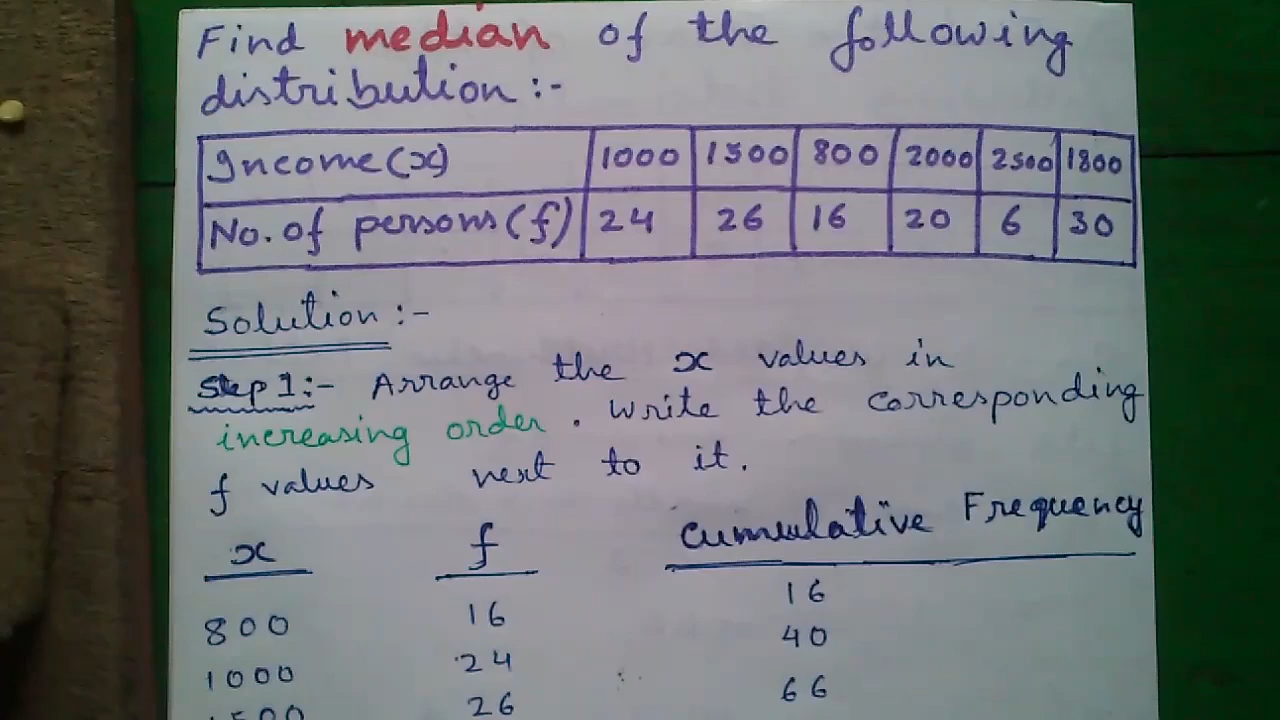 Find median of the following
distribution :-
Income(x) 1000 1500 800 2000 2500 1800
No. of persons (f) 24 26 16 20 6 30
Solution :-
Step 1:- Arrange the x values in
increasing order. Write the corresponding
f values next to it.
x f Cumulative Frequency
800 16 16
1000 24 40
1500 26 66